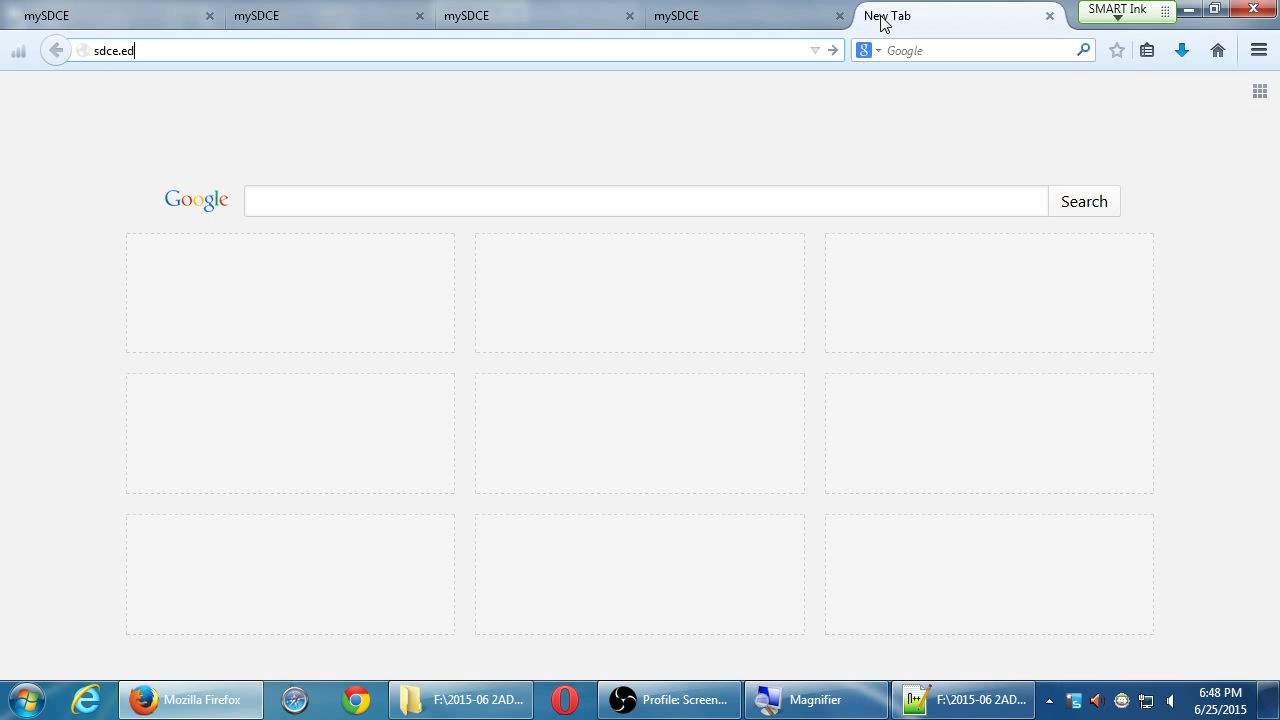 mySDCE
mySDCE
mySDCE
mySDCE
New Tab
SMART Ink
sdce.ed
Google
Google
Search
Mozilla Firefox
F:\2015-06 2AD...
Profile: Screen...
Magnifier
F:\2015-06 2AD...
6:48 PM
6/25/2015